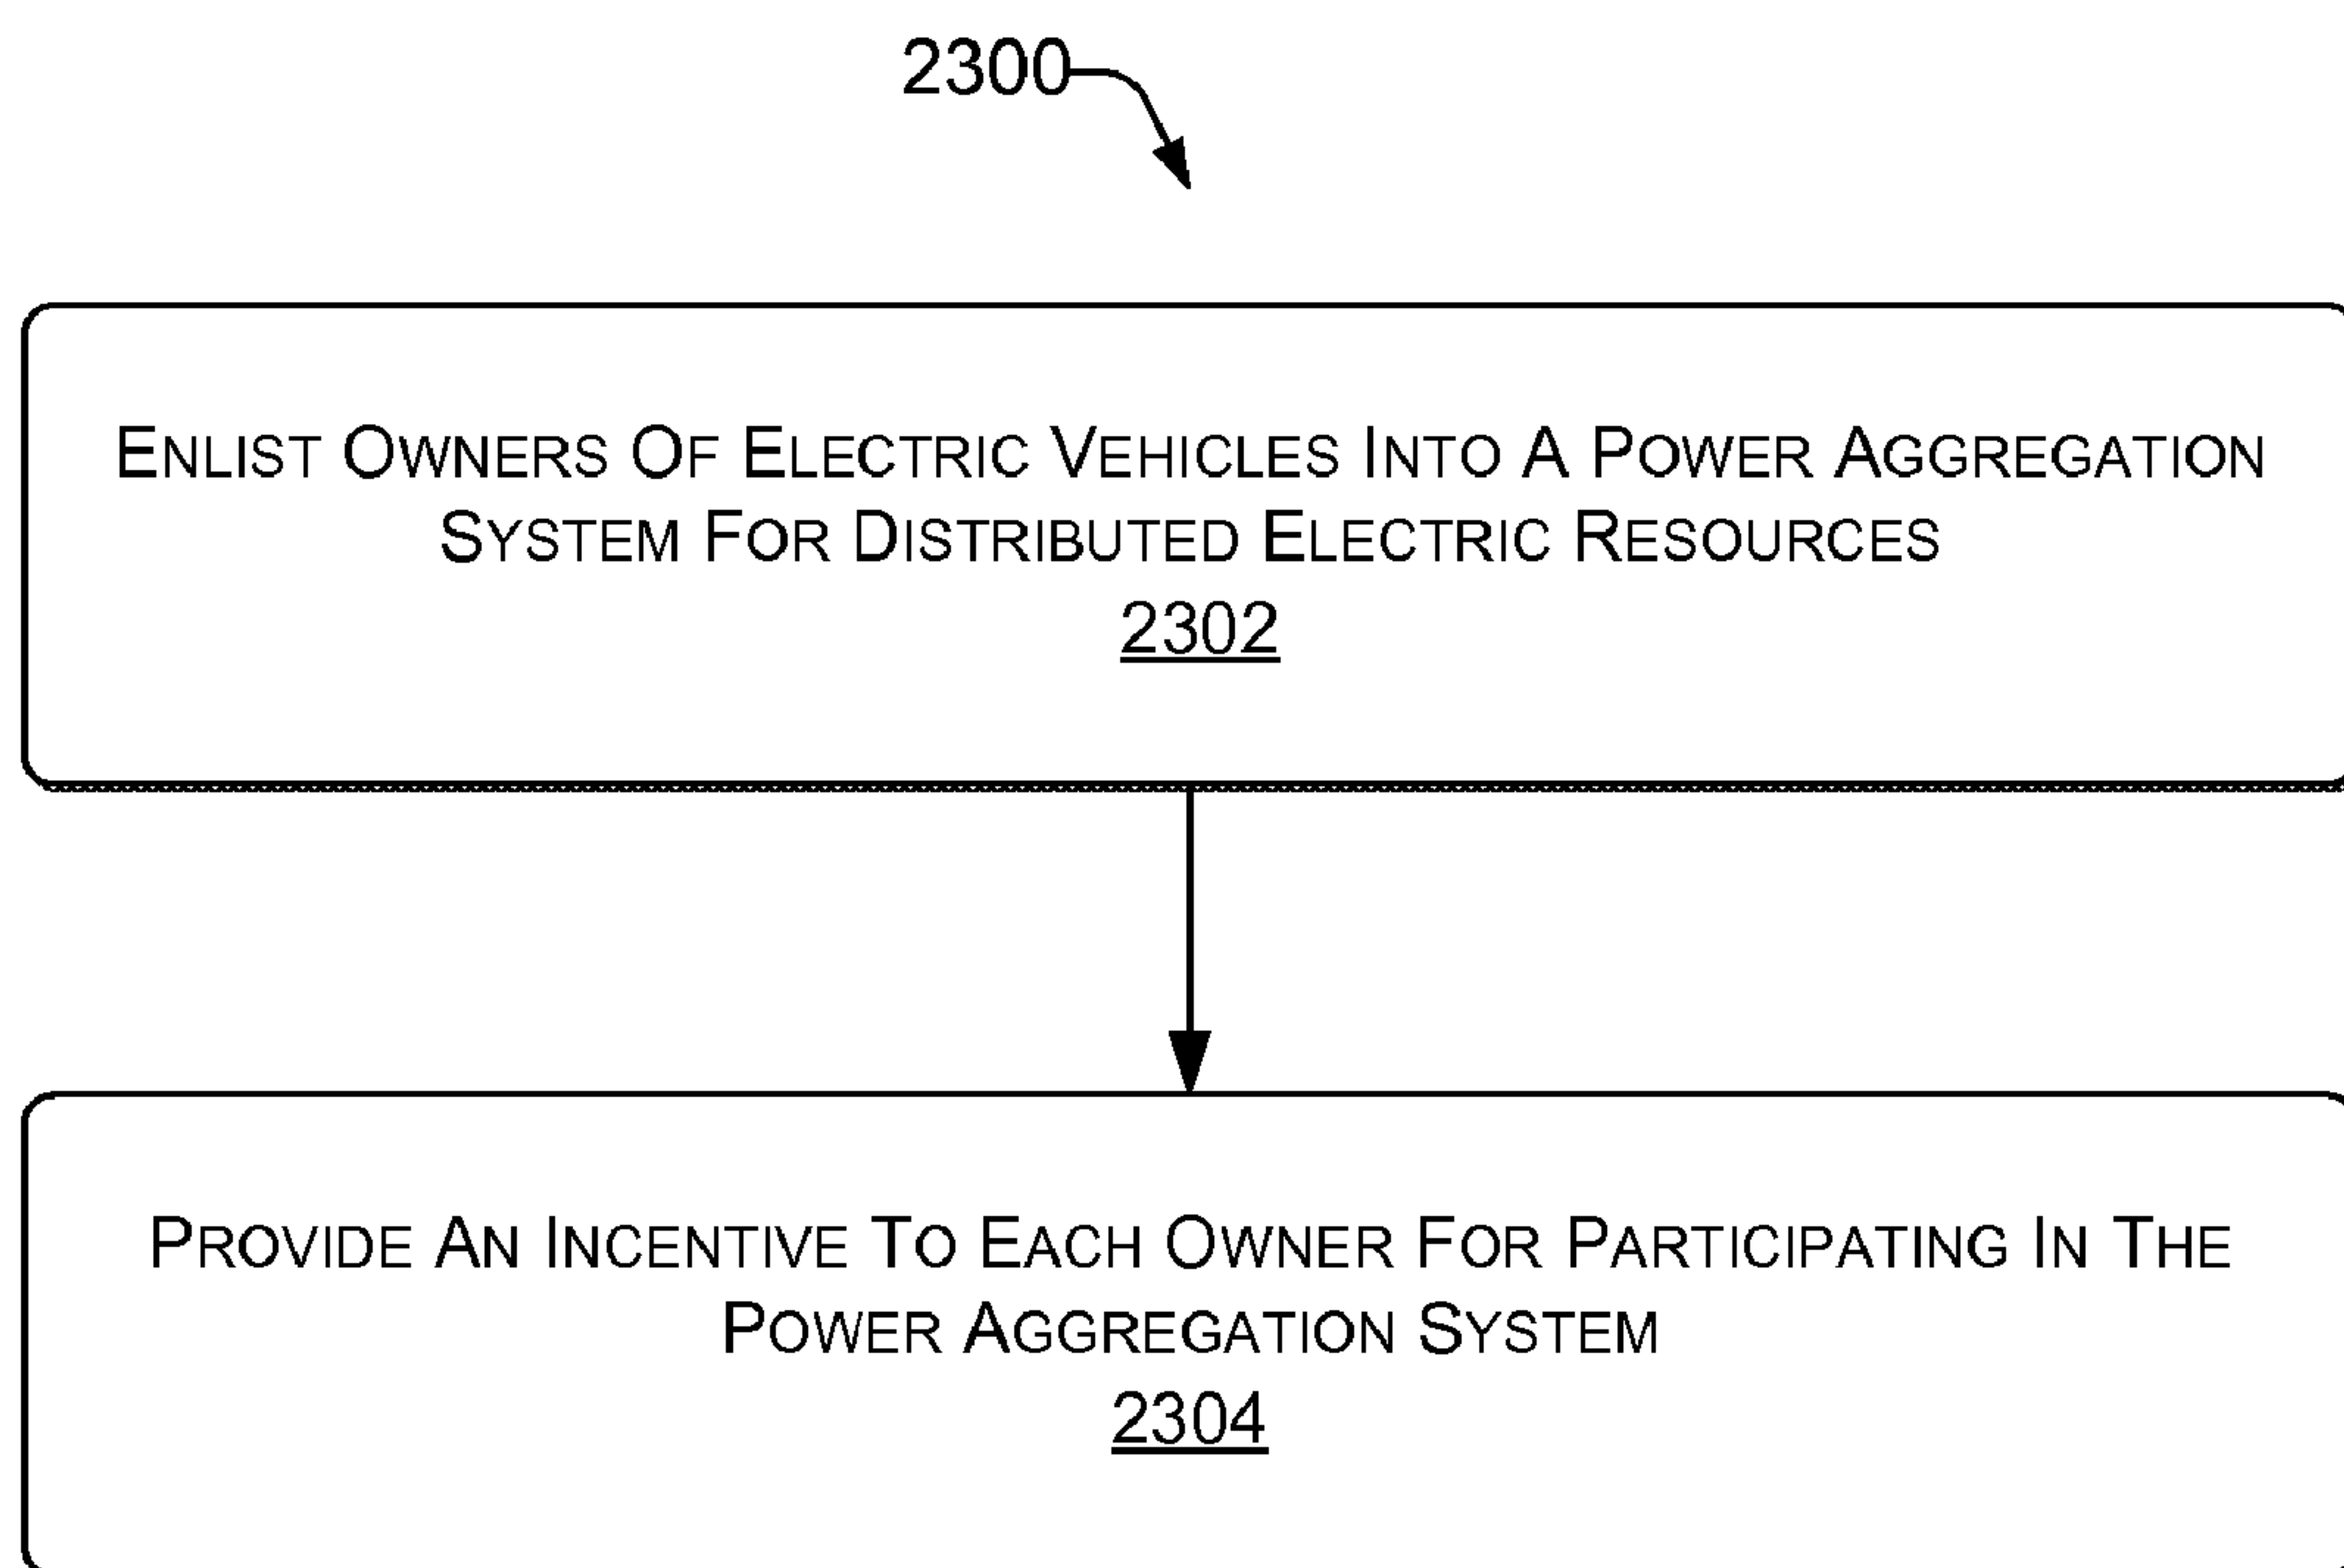 2300
ENLIST OWNERS OF ELECTRIC VEHICLES INTO A POWER AGGREGATION
SYSTEM FOR DISTRIBUTED ELECTRIC RESOURCES
2302
PROVIDE AN INCENTIVE TO EACH OWNER FOR PARTICIPATING IN THE
POWER AGGREGATION SYSTEM
2304